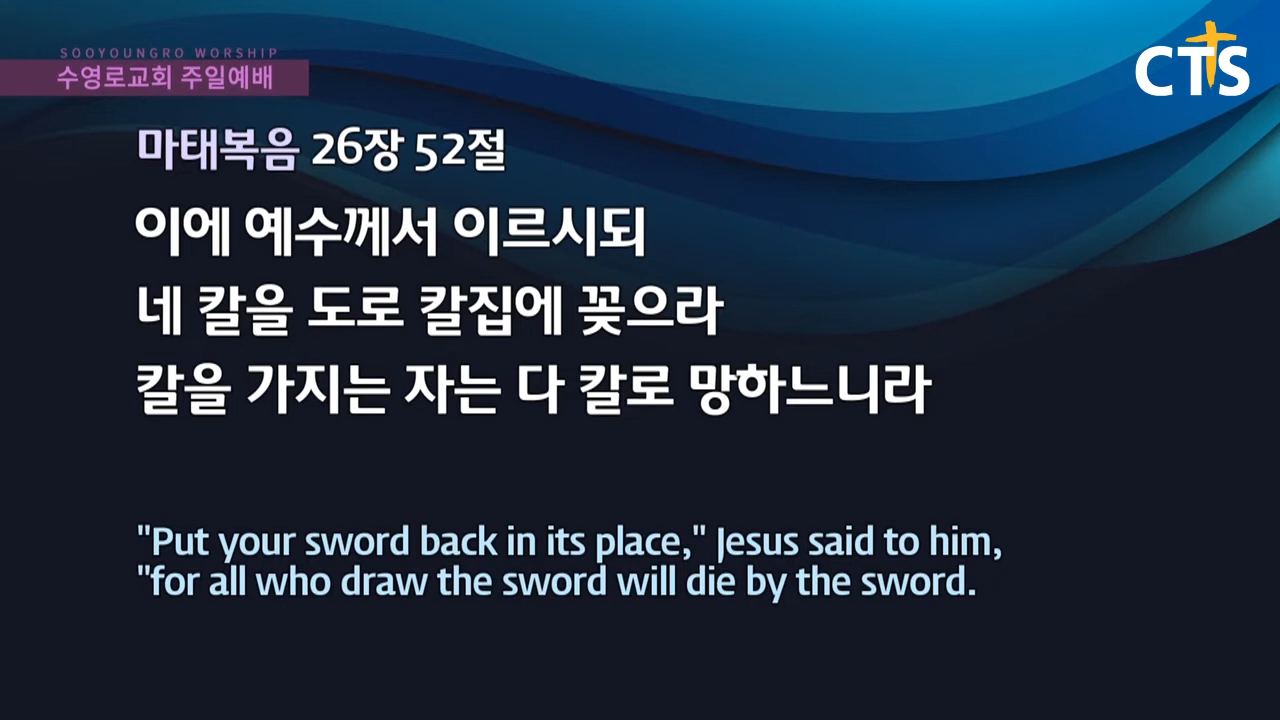 SOOYOUNGRO WORSHIP
수영로교회 주일예배
CTS
마태복음 26장 52절
이에 예수께서 이르시되
네 칼을 도로 칼집에 꽂으라
칼을 가지는 자는 다 칼로 망하느니라
"Put your sword back in its place," Jesus said to him,
"for all who draw the sword will die by the sword.